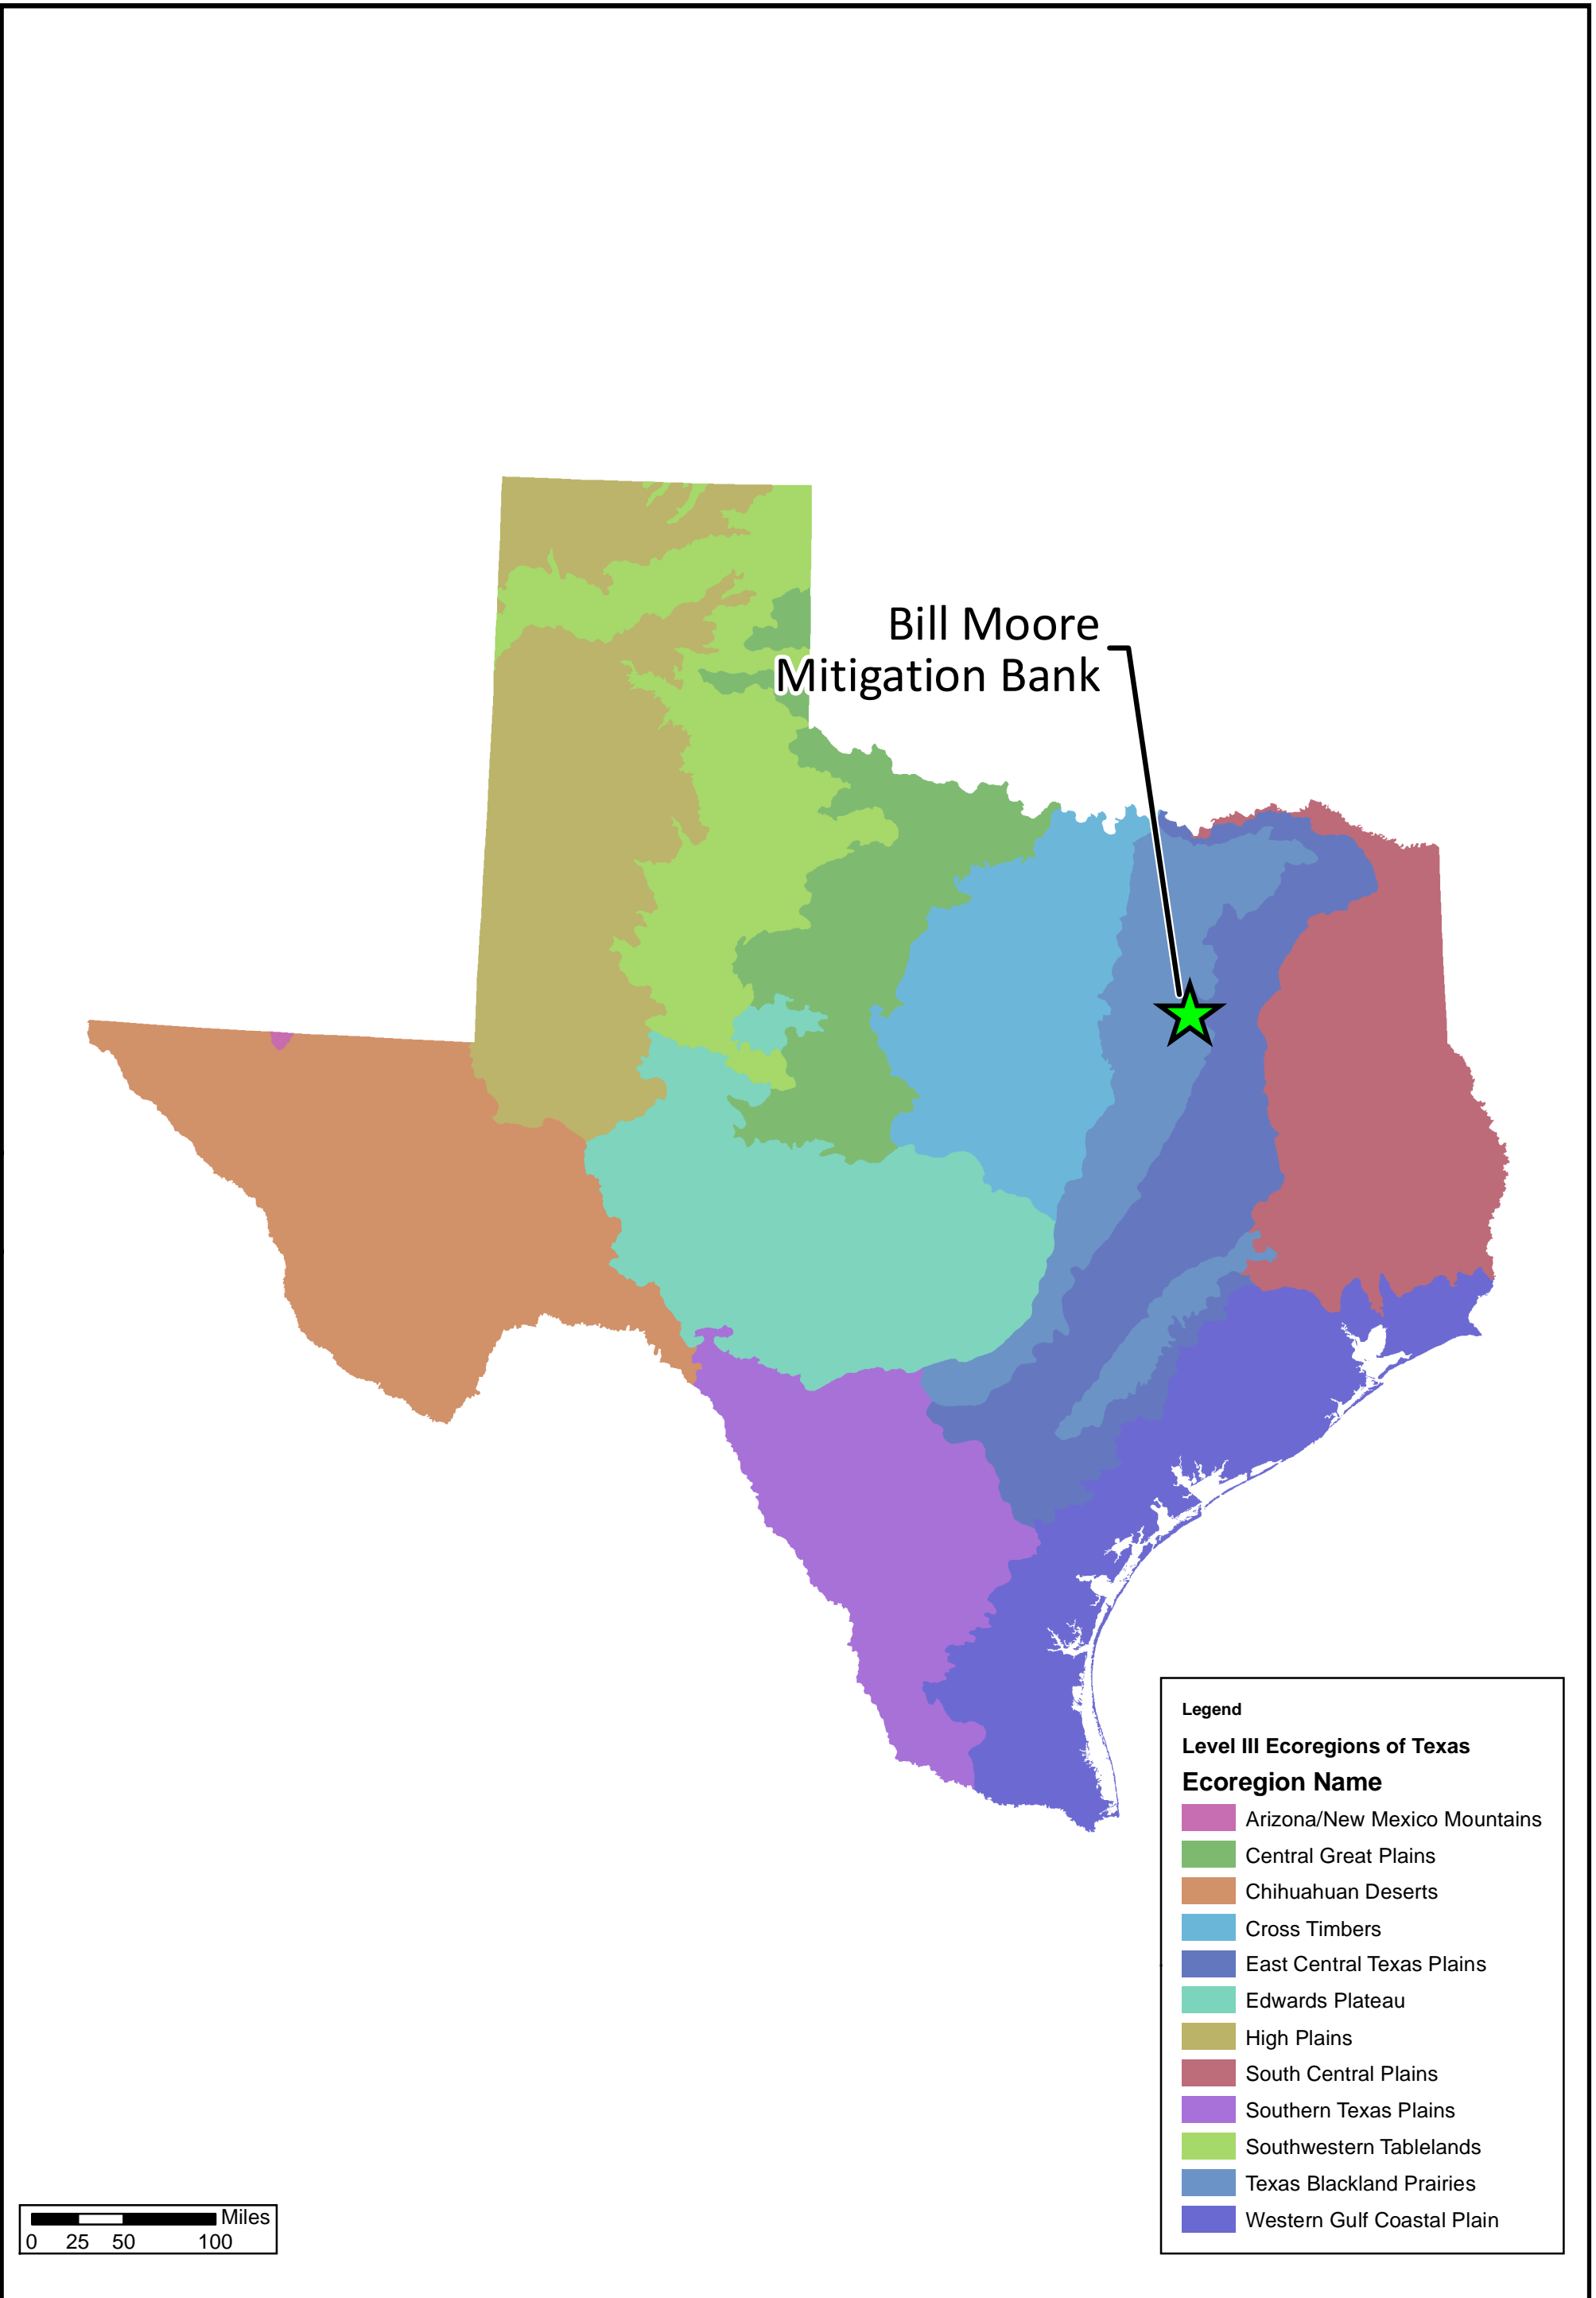 Bill Moore
Mitigation Bank
Legend
Level III Ecoregions of Texas
Ecoregion Name
Arizona/New Mexico Mountains
Central Great Plains
Chihuahuan Deserts
Cross Timbers
East Central Texas Plains
Edwards Plateau
High Plains
South Central Plains
Southern Texas Plains
Southwestern Tablelands
Texas Blackland Prairies
Western Gulf Coastal Plain
Miles
0 25 50 100